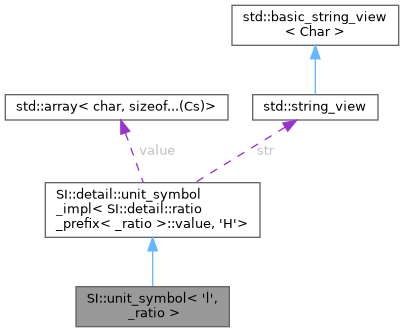 std::basic_string_view
< Char >
std::array< char, sizeof...(Cs)>
std::string_view
value
str
SI::detail::unit_symbol
_impl< SI::detail::ratio
_prefix< _ratio >::value, 'H'>
SI::unit_symbol< 'l',
_ratio >